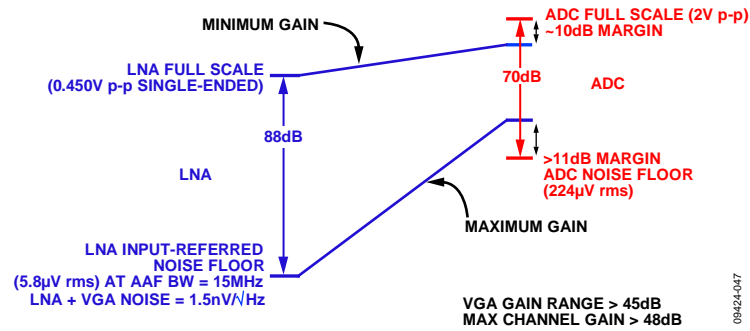 MINIMUM GAIN
ADC FULL SCALE (2V p-p)
~10dB MARGIN
LNA FULL SCALE
(0.450V p-p SINGLE-ENDED)
70dB
ADC
88dB
LNA
>11dB MARGIN
ADC NOISE FLOOR
(224µV rms)
MAXIMUM GAIN
LNA INPUT-REFERRED
NOISE FLOOR
(5.8µV rms) AT AAF BW = 15MHz
LNA + VGA NOISE = 1.5nV/√Hz
VGA GAIN RANGE > 45dB
MAX CHANNEL GAIN > 48dB
09424-047